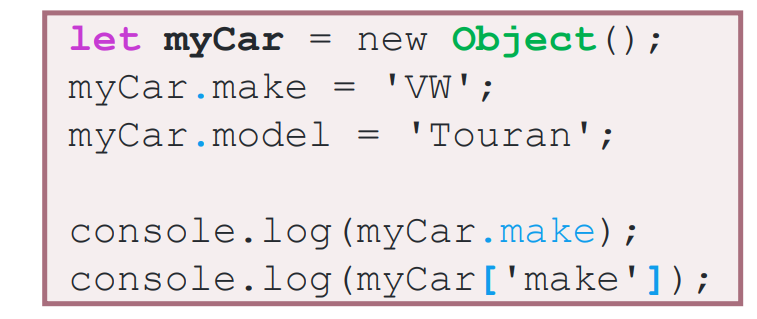 let myCar = new Object();
myCar.make = 'VW';
myCar.model = 'Touran';
console.log(myCar.make);
console.log(myCar['make']);